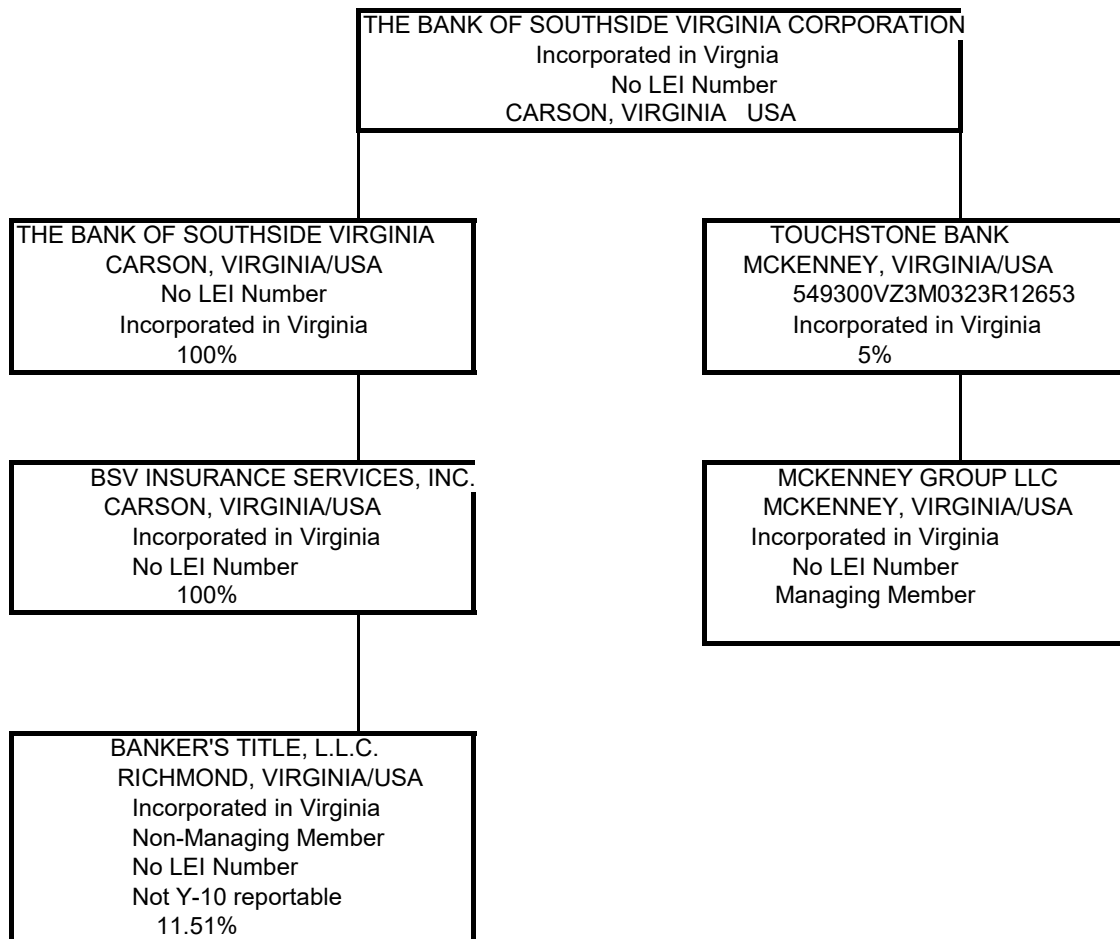 THE BANK OF SOUTHSIDE VIRGINIA CORPORATION
Incorporated in Virgnia
No LEI Number
CARSON, VIRGINIA USA
THE BANK OF SOUTHSIDE VIRGINIA
CARSON, VIRGINIA/USA
No LEI Number
Incorporated in Virginia
100%
TOUCHSTONE BANK
MCKENNEY, VIRGINIA/USA
549300VZ3M0323R12653
Incorporated in Virginia
5%
BSV INSURANCE SERVICES, INC.
CARSON, VIRGINIA/USA
Incorporated in Virginia
No LEI Number
100%
MCKENNEY GROUP LLC
MCKENNEY, VIRGINIA/USA
Incorporated in Virginia
No LEI Number
Managing Member
BANKER'S TITLE, L.L.C.
RICHMOND, VIRGINIA/USA
Incorporated in Virginia
Non-Managing Member
No LEI Number
Not Y-10 reportable
11.51%